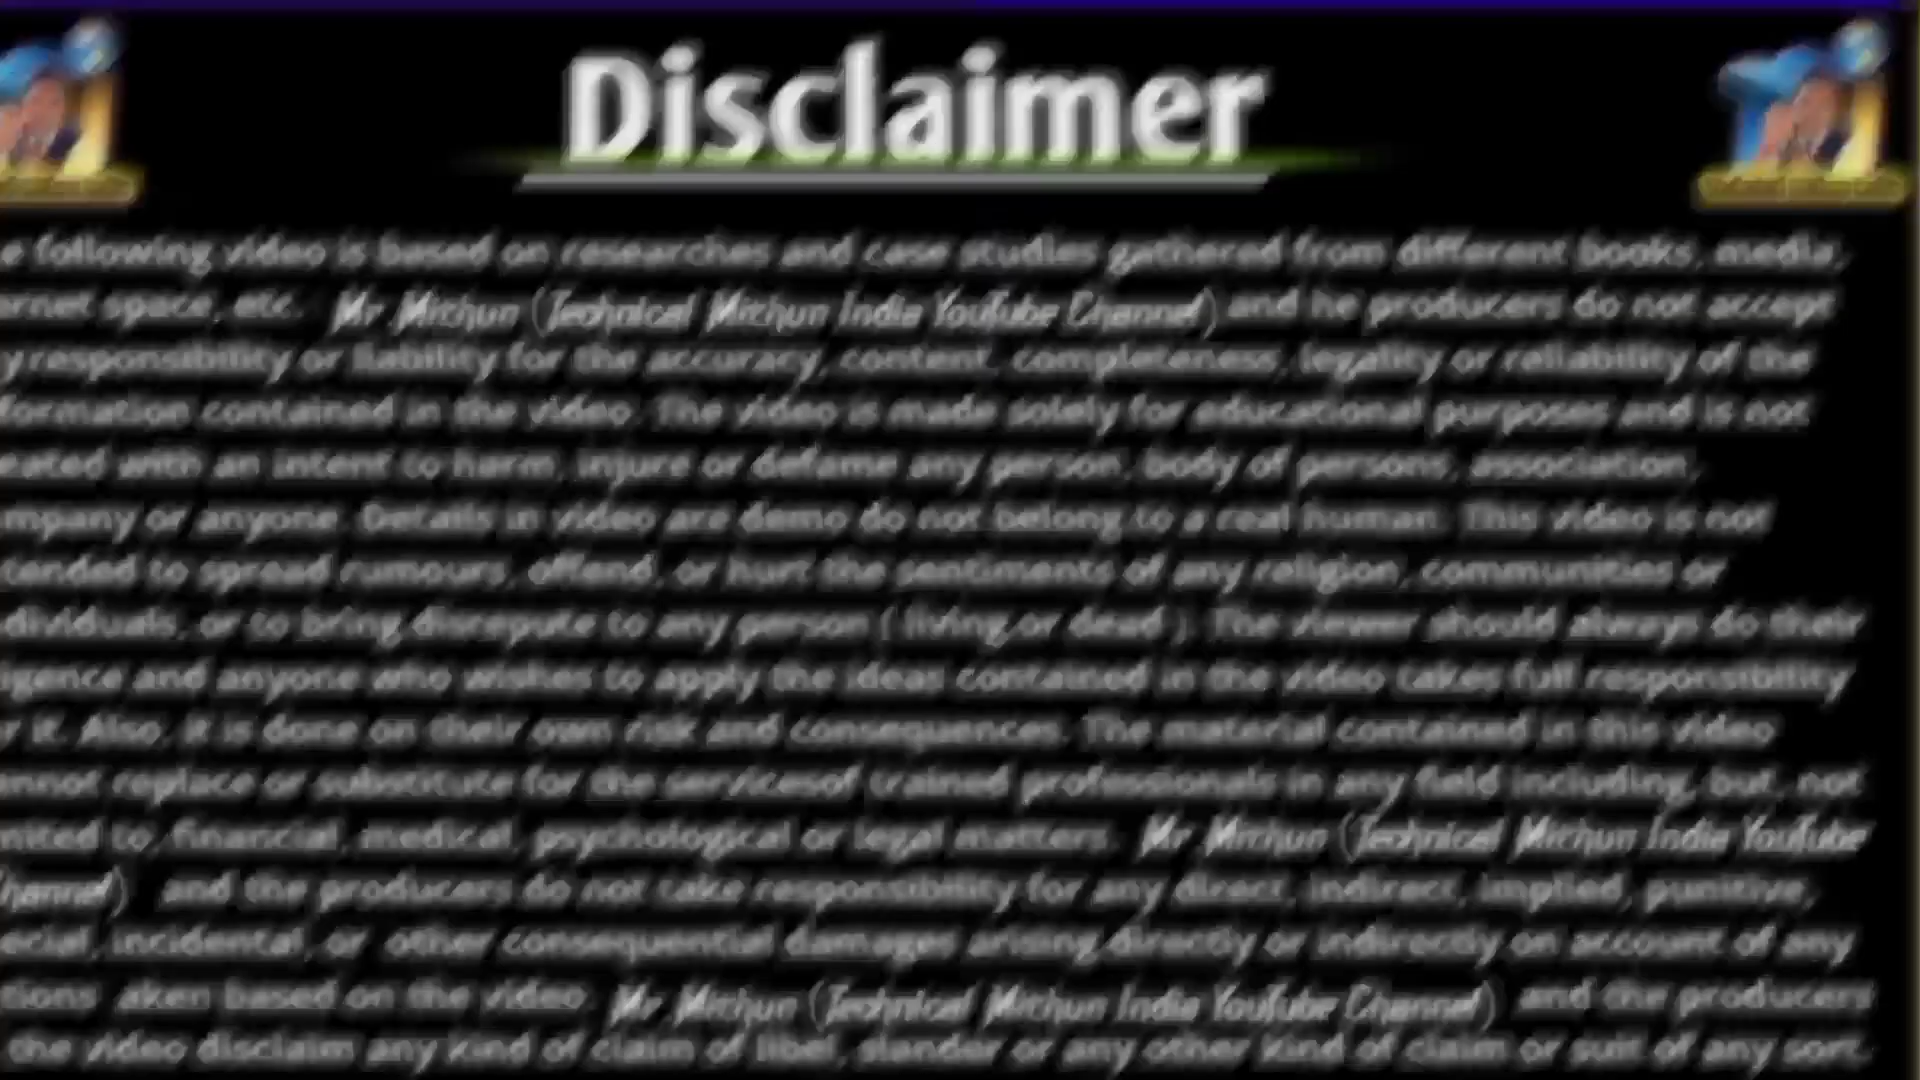 Disclaimer
e following video is based on researches and case studies gathered from different books, media,
ernet space, etc. Mr Mithun (Technical Mithun India YouTube Channel) and he producers do not accept
y responsibility or liability for the accuracy, content, completeness, legality or reliability of the
formation contained in the video. The video is made solely for educational purposes and is not
eated with an intent to harm, injure or defame any person, body of persons, association,
mpany or anyone. Details in video are demo do not belong to a real human. This video is not
tended to spread rumours, offend, or hurt the sentiments of any religion, communities or
dividuals, or to bring disrepute to any person ( living or dead ). The viewer should always do their
igence and anyone who wishes to apply the ideas contained in the video takes full responsibility
r it. Also, it is done on their own risk and consequences. The material contained in this video
annot replace or substitute for the servicesof trained professionals in any field including, but, not
mited to, financial, medical, psychological or legal matters. Mr Mithun (Technical Mithun India YouTube
Channel) and the producers do not take responsibility for any direct, indirect, implied, punitive,
ecial, incidental, or other consequential damages arising directly or indirectly on account of any
tions aken based on the video. Mr Mithun (Technical Mithun India YouTube Channel) and the producers
the video disclaim any kind of claim of libel, slander or any other kind of claim or suit of any sort.